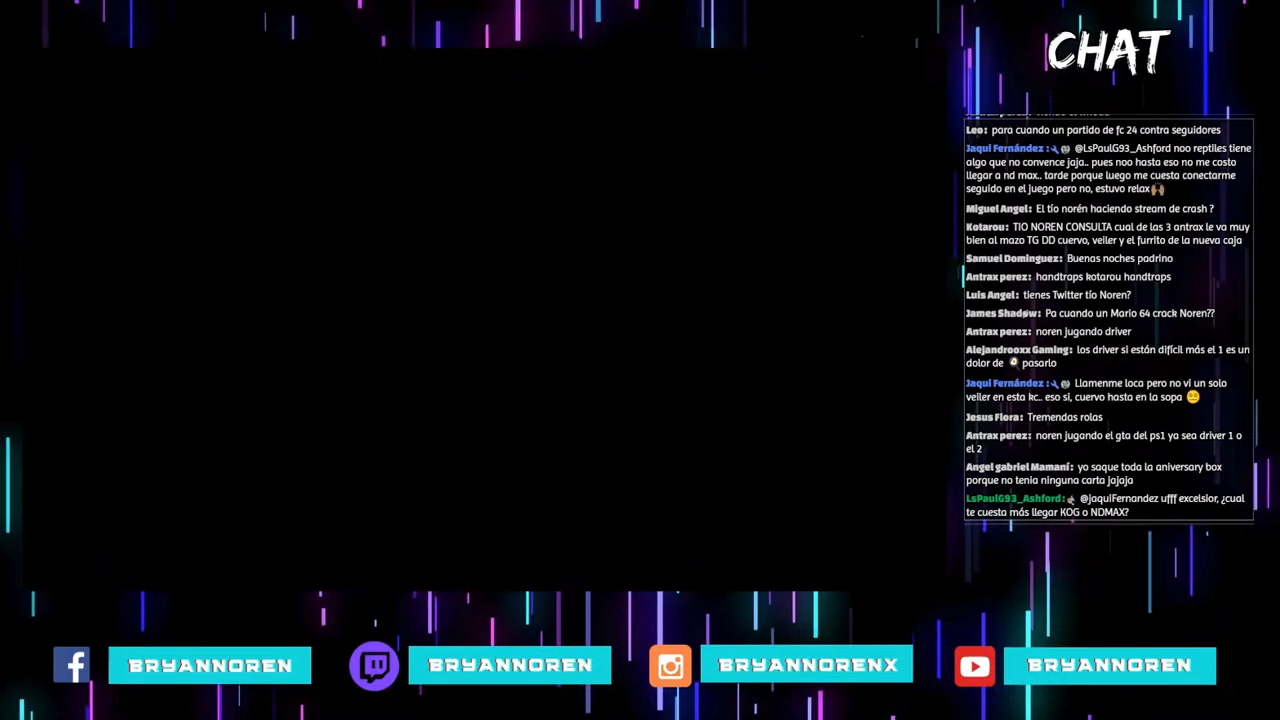 CHAT
Leo: para cuando un partido de fc 24 contra seguidores
Jaqui Fernández: @LsPaulG93_Ashford noo reptiles tiene
algo que no convence jaja.. pues noo hasta eso no me costo
llegar a nd max.. tarde porque luego me cuesta conectarme
seguido en el juego pero no, estuvo relax🙌🏽
Miguel Angel: El tío norén haciendo stream de crash ?
Kotarou: TIO NOREN CONSULTA cual de las 3 antrax le va muy
bien al mazo TG DD cuervo, veiler y el furrito de la nueva caja
Samuel Dominguez: Buenas noches padrino
Antrax perez: handtraps kotarou handtraps
Luis Angel: tienes Twitter tío Noren?
James Shadow: Pa cuando un Mario 64 crack Noren??
Antrax perez: noren jugando driver
Alejandrooxx Gaming: los driver si están difícil más el 1 es un
dolor de 🍳 pasarlo
Jaqui Fernández: Llamenme loca pero no vi un solo
veiler en esta kc.. eso si, cuervo hasta en la sopa 😵‍💫
Jesus Flora: Tremendas rolas
Antrax perez: noren jugando el gta del ps1 ya sea driver 1 o
el 2
Angel gabriel Mamaní: yo saque toda la aniversary box
porque no tenia ninguna carta jajaja
LsPaulG93_Ashford: @JaquiFernandez ufff excelsior, ¿cual
te cuesta más llegar KOG o NDMAX?
BRYANNOREN
BRYANNOREN
BRYANNORENX
BRYANNOREN